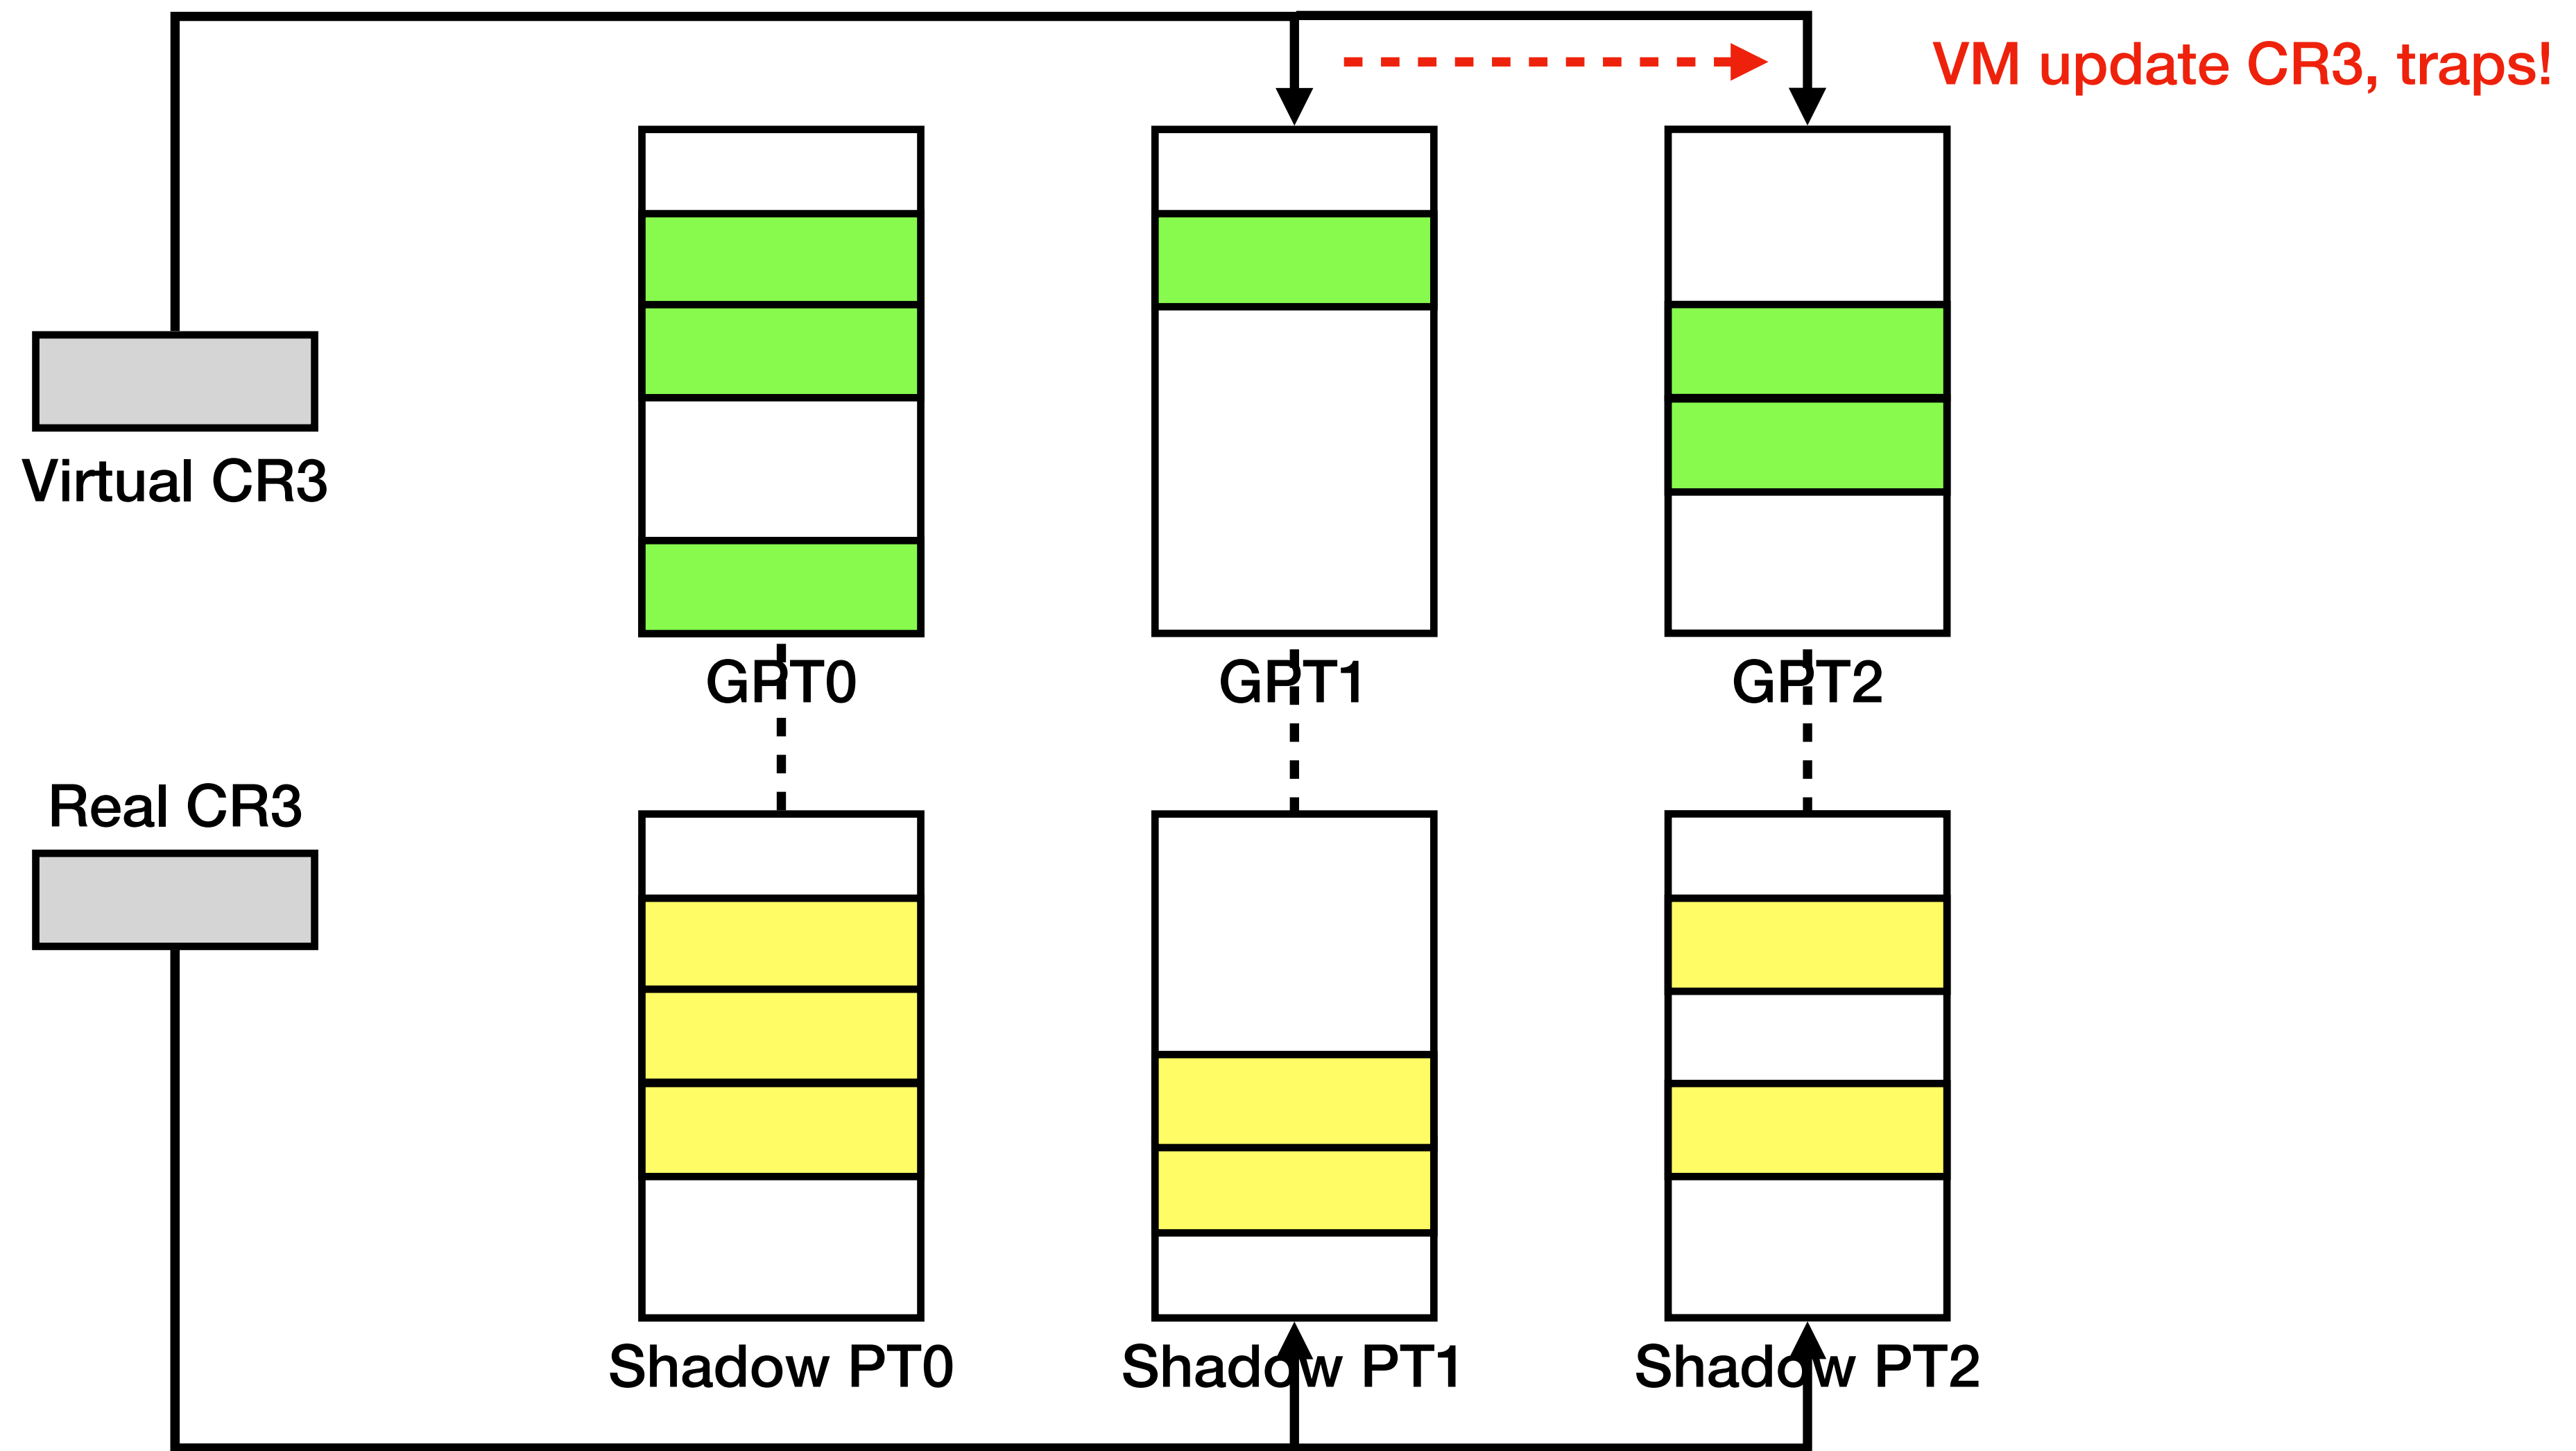 VM update CR3, traps!
Virtual CR3
GPT0
GPT1
GPT2
Real CR3
Shadow PT0
Shadow PT1
Shadow PT2